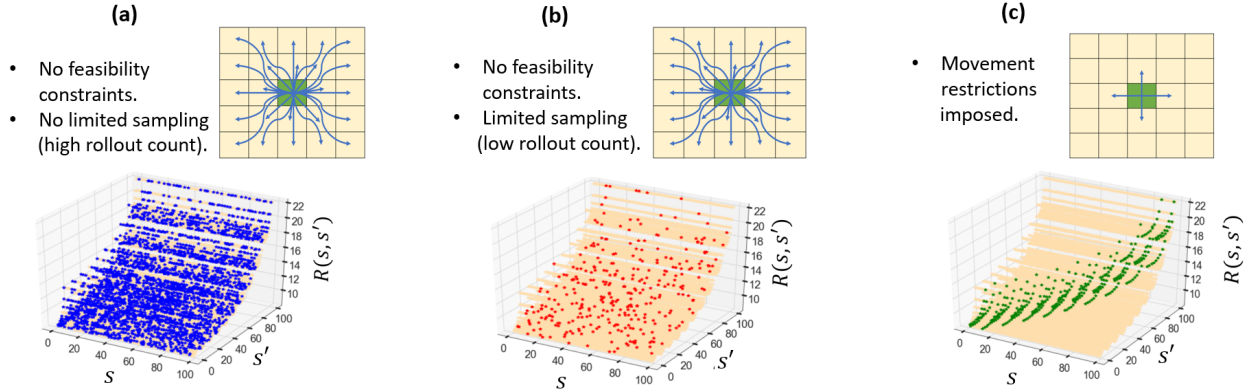 (a)
• No feasibility
constraints.
• No limited sampling
(high rollout count).
22
20
18
16
14
12
10
R(s, s′)
0
20
40
60
80
100
S
0
20
40
60
80
100
S′
(b)
• No feasibility
constraints.
• Limited sampling
(low rollout count).
22
20
18
16
14
12
10
R(s, s′)
0
20
40
60
80
100
S
0
20
40
60
80
100
S′
(c)
• Movement
restrictions
imposed.
22
20
18
16
14
12
10
R(s, s′)
0
20
40
60
80
100
S
0
20
40
60
80
100
S′